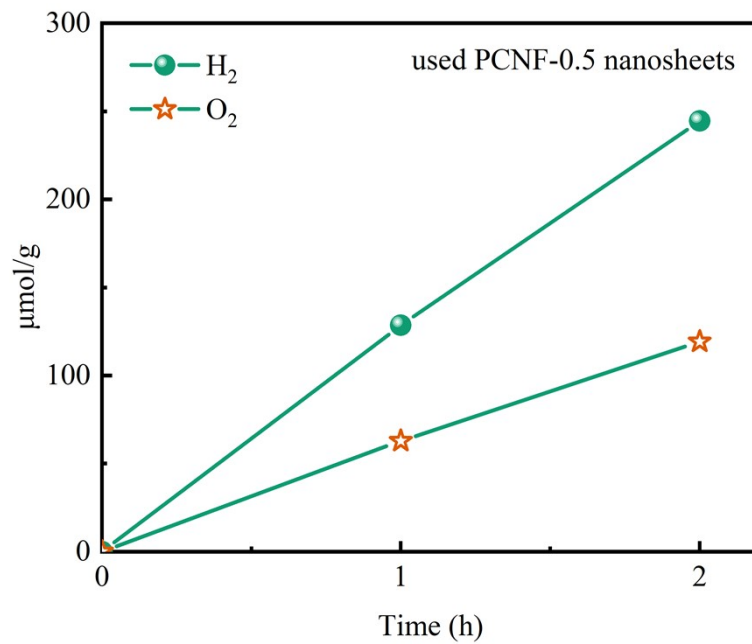 300
used PCNF-0.5 nanosheets
H₂
O₂
200
μmol/g
100
0
0 1 2
Time (h)